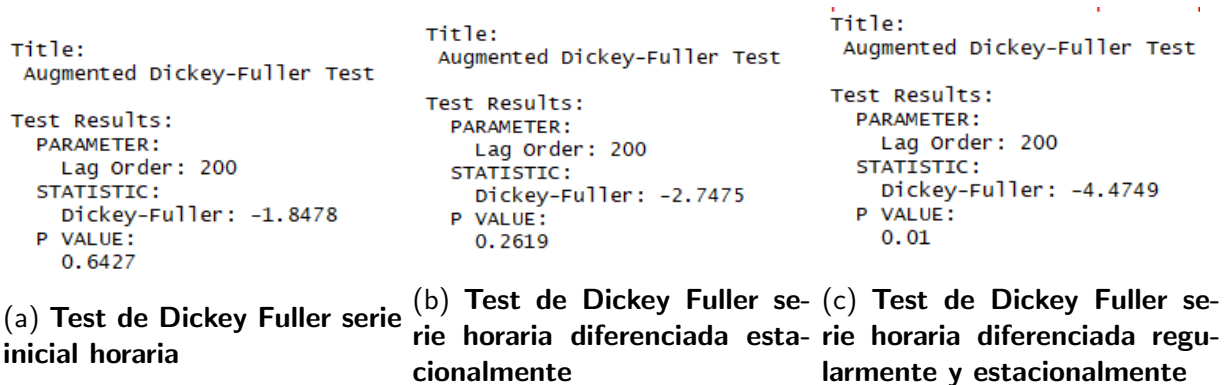 Title:
Augmented Dickey-Fuller Test
Test Results:
PARAMETER:
Lag Order: 200
STATISTIC:
Dickey-Fuller: -1.8478
P VALUE:
0.6427
(a) Test de Dickey Fuller serie
inicial horaria
Title:
Augmented Dickey-Fuller Test
Test Results:
PARAMETER:
Lag Order: 200
STATISTIC:
Dickey-Fuller: -2.7475
P VALUE:
0.2619
(b) Test de Dickey Fuller se-
rie horaria diferenciada esta-
cionalmente
Title:
Augmented Dickey-Fuller Test
Test Results:
PARAMETER:
Lag Order: 200
STATISTIC:
Dickey-Fuller: -4.4749
P VALUE:
0.01
(c) Test de Dickey Fuller se-
rie horaria diferenciada regu-
larmente y estacionalmente